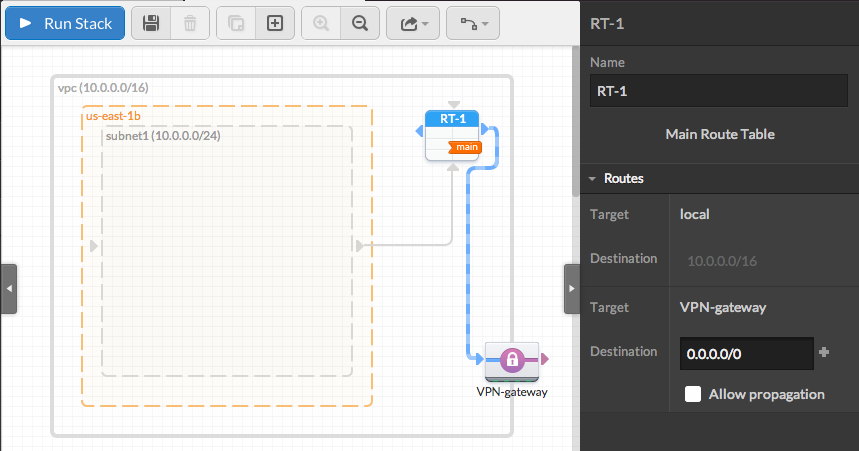 Run Stack
vpc (10.0.0.0/16)
us-east-1b
subnet1 (10.0.0.0/24)
RT-1
main
VPN-gateway
RT-1
Name
RT-1
Main Route Table
Routes
Target local
Destination 10.0.0.0/16
Target VPN-gateway
Destination 0.0.0.0/0
Allow propagation